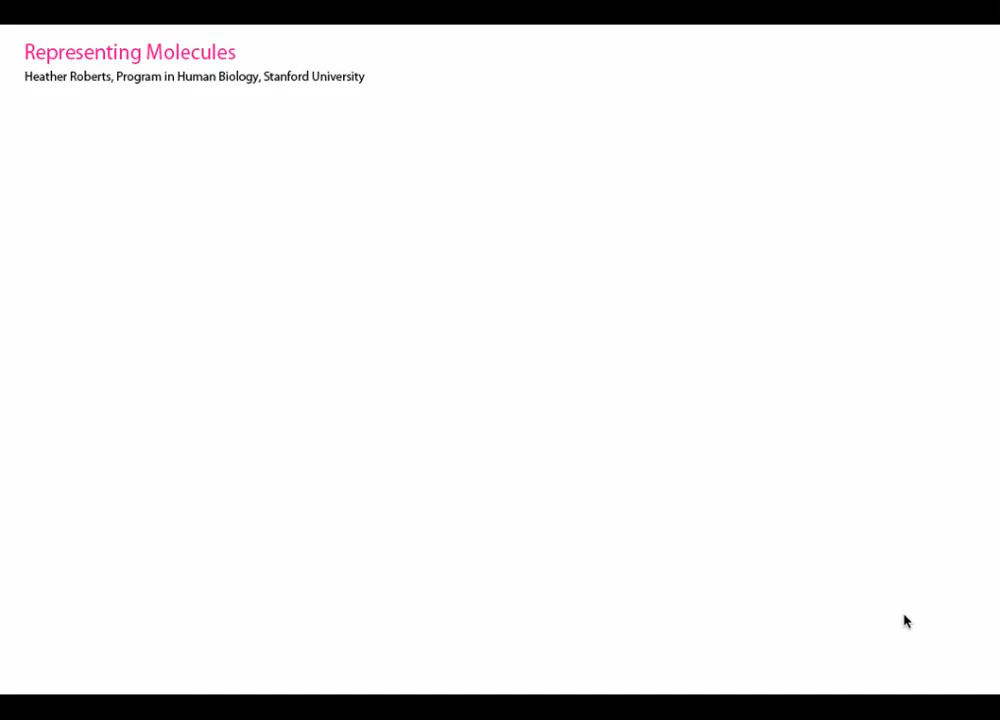 Representing Molecules
Heather Roberts, Program in Human Biology, Stanford University